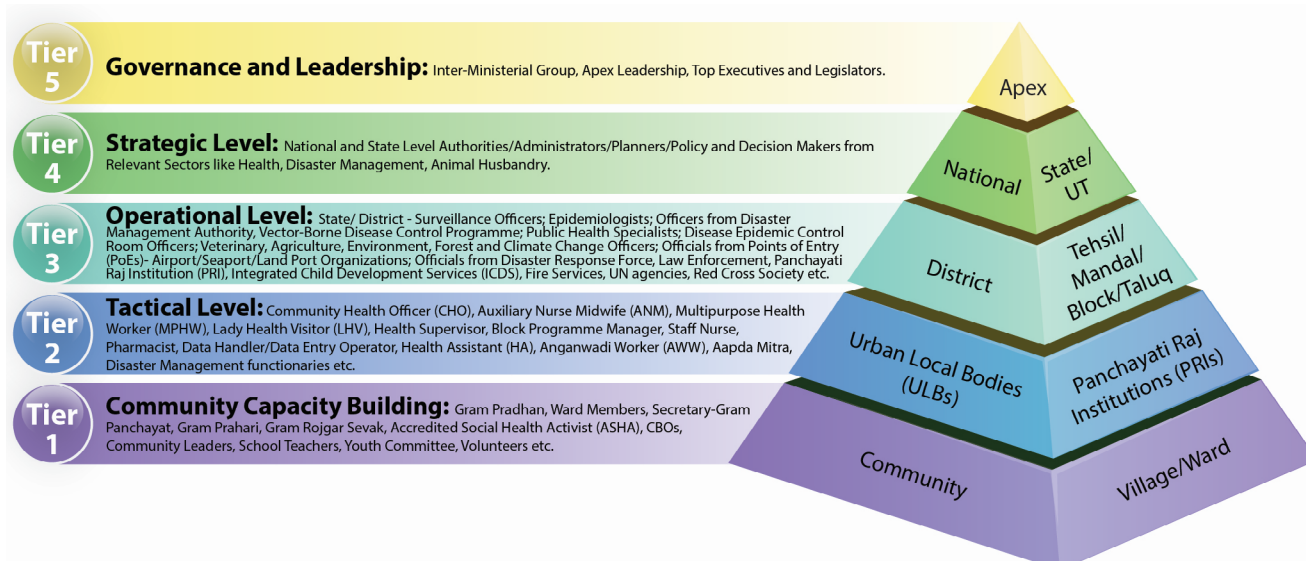 Tier
5
Governance and Leadership: Inter-Ministerial Group, Apex Leadership, Top Executives and Legislators.
Tier
4
Strategic Level: National and State Level Authorities/Administrators/Planners/Policy and Decision Makers from
Relevant Sectors like Health, Disaster Management, Animal Husbandry.
Tier
3
Operational Level: State/ District - Surveillance Officers; Epidemiologists; Officers from Disaster
Management Authority, Vector-Borne Disease Control Programme; Public Health Specialists; Disease Epidemic Control
Room Officers; Veterinary, Agriculture, Environment, Forest and Climate Change Officers; Officials from Points of Entry
(PoEs)- Airport/Seaport/Land Port Organizations; Officials from Disaster Response Force, Law Enforcement, Panchayati
Raj Institution (PRI), Integrated Child Development Services (ICDS), Fire Services, UN agencies, Red Cross Society etc.
Tier
2
Tactical Level: Community Health Officer (CHO), Auxiliary Nurse Midwife (ANM), Multipurpose Health
Worker (MPHW), Lady Health Visitor (LHV), Health Supervisor, Block Programme Manager, Staff Nurse,
Pharmacist, Data Handler/Data Entry Operator, Health Assistant (HA), Anganwadi Worker (AWW), Aapda Mitra,
Disaster Management functionaries etc.
Tier
1
Community Capacity Building: Gram Pradhan, Ward Members, Secretary-Gram
Panchayat, Gram Prahari, Gram Rojgar Sevak, Accredited Social Health Activist (ASHA), CBOs,
Community Leaders, School Teachers, Youth Committee, Volunteers etc.
Apex
National
State/
UT
District
Tehsil/
Mandal/
Block/Taluq
Urban Local Bodies
(ULBs)
Panchayati Raj
Institutions (PRIs)
Community
Village/Ward